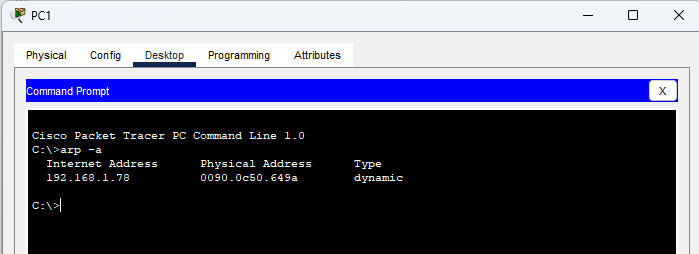 PC1
Physical Config Desktop Programming Attributes
Command Prompt
X
Cisco Packet Tracer PC Command Line 1.0
C:\>arp -a
Internet Address Physical Address Type
192.168.1.78 0090.0c50.649a dynamic
C:\>